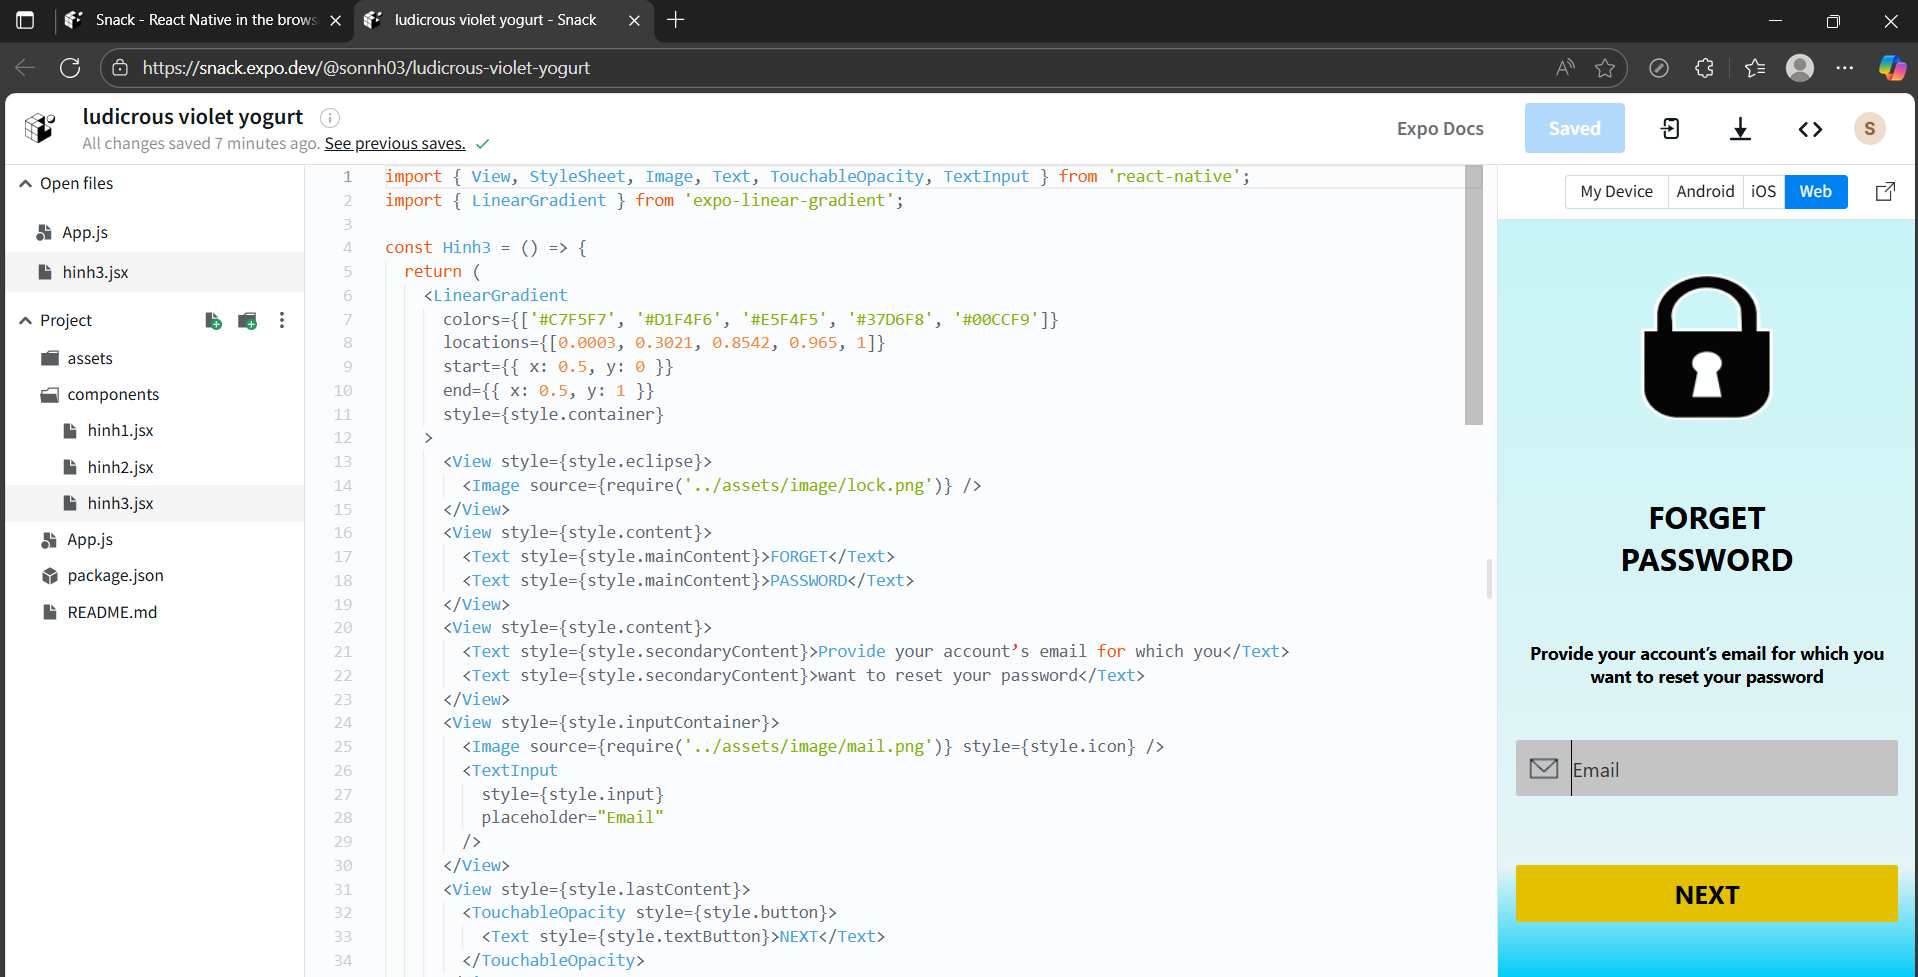 Snack - React Native in the brows
ludicrous violet yogurt - Snack
https://snack.expo.dev/@sonnh03/ludicrous-violet-yogurt
ludicrous violet yogurt
All changes saved 7 minutes ago. See previous saves.
Expo Docs
Saved
S
Open files
App.js
hinh3.jsx
Project
assets
components
hinh1.jsx
hinh2.jsx
hinh3.jsx
App.js
package.json
README.md
1 import { View, StyleSheet, Image, Text, TouchableOpacity, TextInput } from 'react-native';
2 import { LinearGradient } from 'expo-linear-gradient';
3
4 const Hinh3 = () => {
5 return (
6 <LinearGradient
7 colors={['#C7F5F7', '#D1F4F6', '#E5F4F5', '#37D6F8', '#00CCF9']}
8 locations={[0.0003, 0.3021, 0.8542, 0.965, 1]}
9 start={{ x: 0.5, y: 0 }}
10 end={{ x: 0.5, y: 1 }}
11 style={style.container}
12 >
13 <View style={style.eclipse}>
14 <Image source={require('../assets/image/lock.png')} />
15 </View>
16 <View style={style.content}>
17 <Text style={style.mainContent}>FORGET</Text>
18 <Text style={style.mainContent}>PASSWORD</Text>
19 </View>
20 <View style={style.content}>
21 <Text style={style.secondaryContent}>Provide your account’s email for which you</Text>
22 <Text style={style.secondaryContent}>want to reset your password</Text>
23 </View>
24 <View style={style.inputContainer}>
25 <Image source={require('../assets/image/mail.png')} style={style.icon} />
26 <TextInput
27 style={style.input}
28 placeholder="Email"
29 />
30 </View>
31 <View style={style.lastContent}>
32 <TouchableOpacity style={style.button}>
33 <Text style={style.textButton}>NEXT</Text>
34 </TouchableOpacity>
My Device
Android
iOS
Web
FORGET
PASSWORD
Provide your account’s email for which you
want to reset your password
Email
NEXT